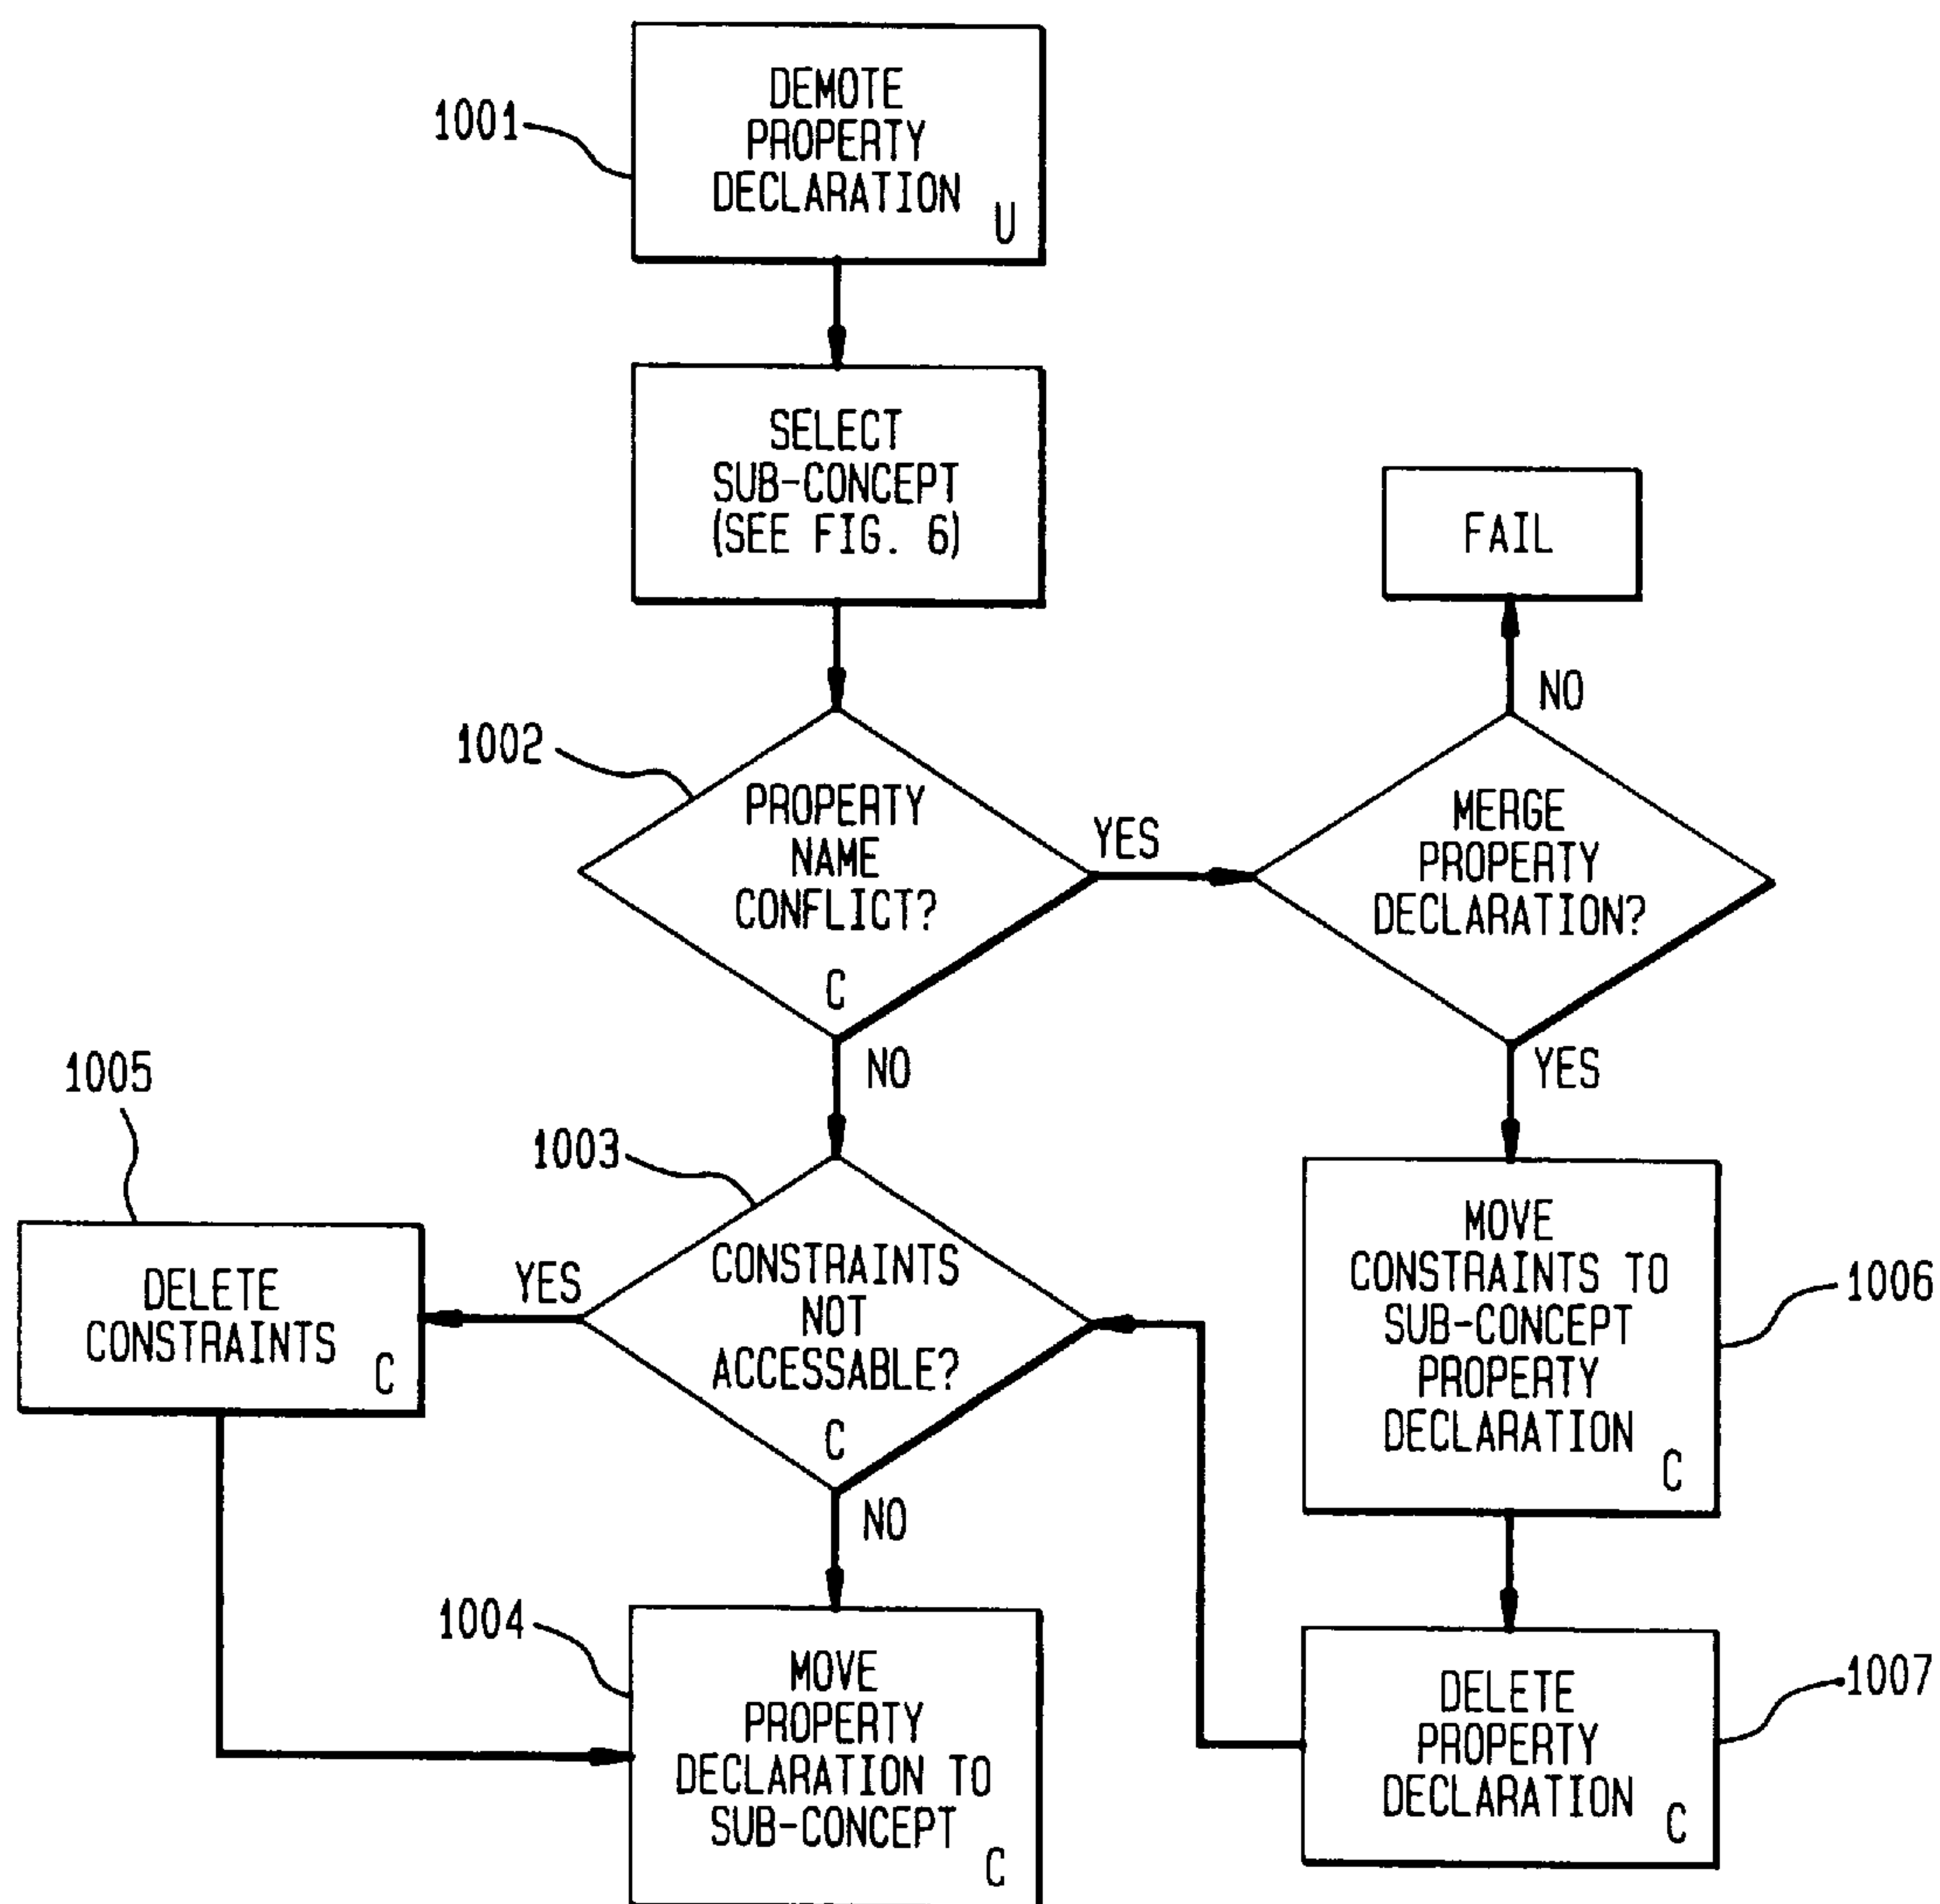 1001
DEMOTE
PROPERTY
DECLARATION
U
SELECT
SUB-CONCEPT
(SEE FIG. 6)
FAIL
NO
1002
PROPERTY
NAME
CONFLICT?
C
YES
MERGE
PROPERTY
DECLARATION?
NO
YES
1005
DELETE
CONSTRAINTS
C
YES
1003
CONSTRAINTS
NOT
ACCESSABLE?
C
NO
MOVE
CONSTRAINTS TO
SUB-CONCEPT
PROPERTY
DECLARATION
C
1006
1004
MOVE
PROPERTY
DECLARATION TO
SUB-CONCEPT
C
DELETE
PROPERTY
DECLARATION
C
1007